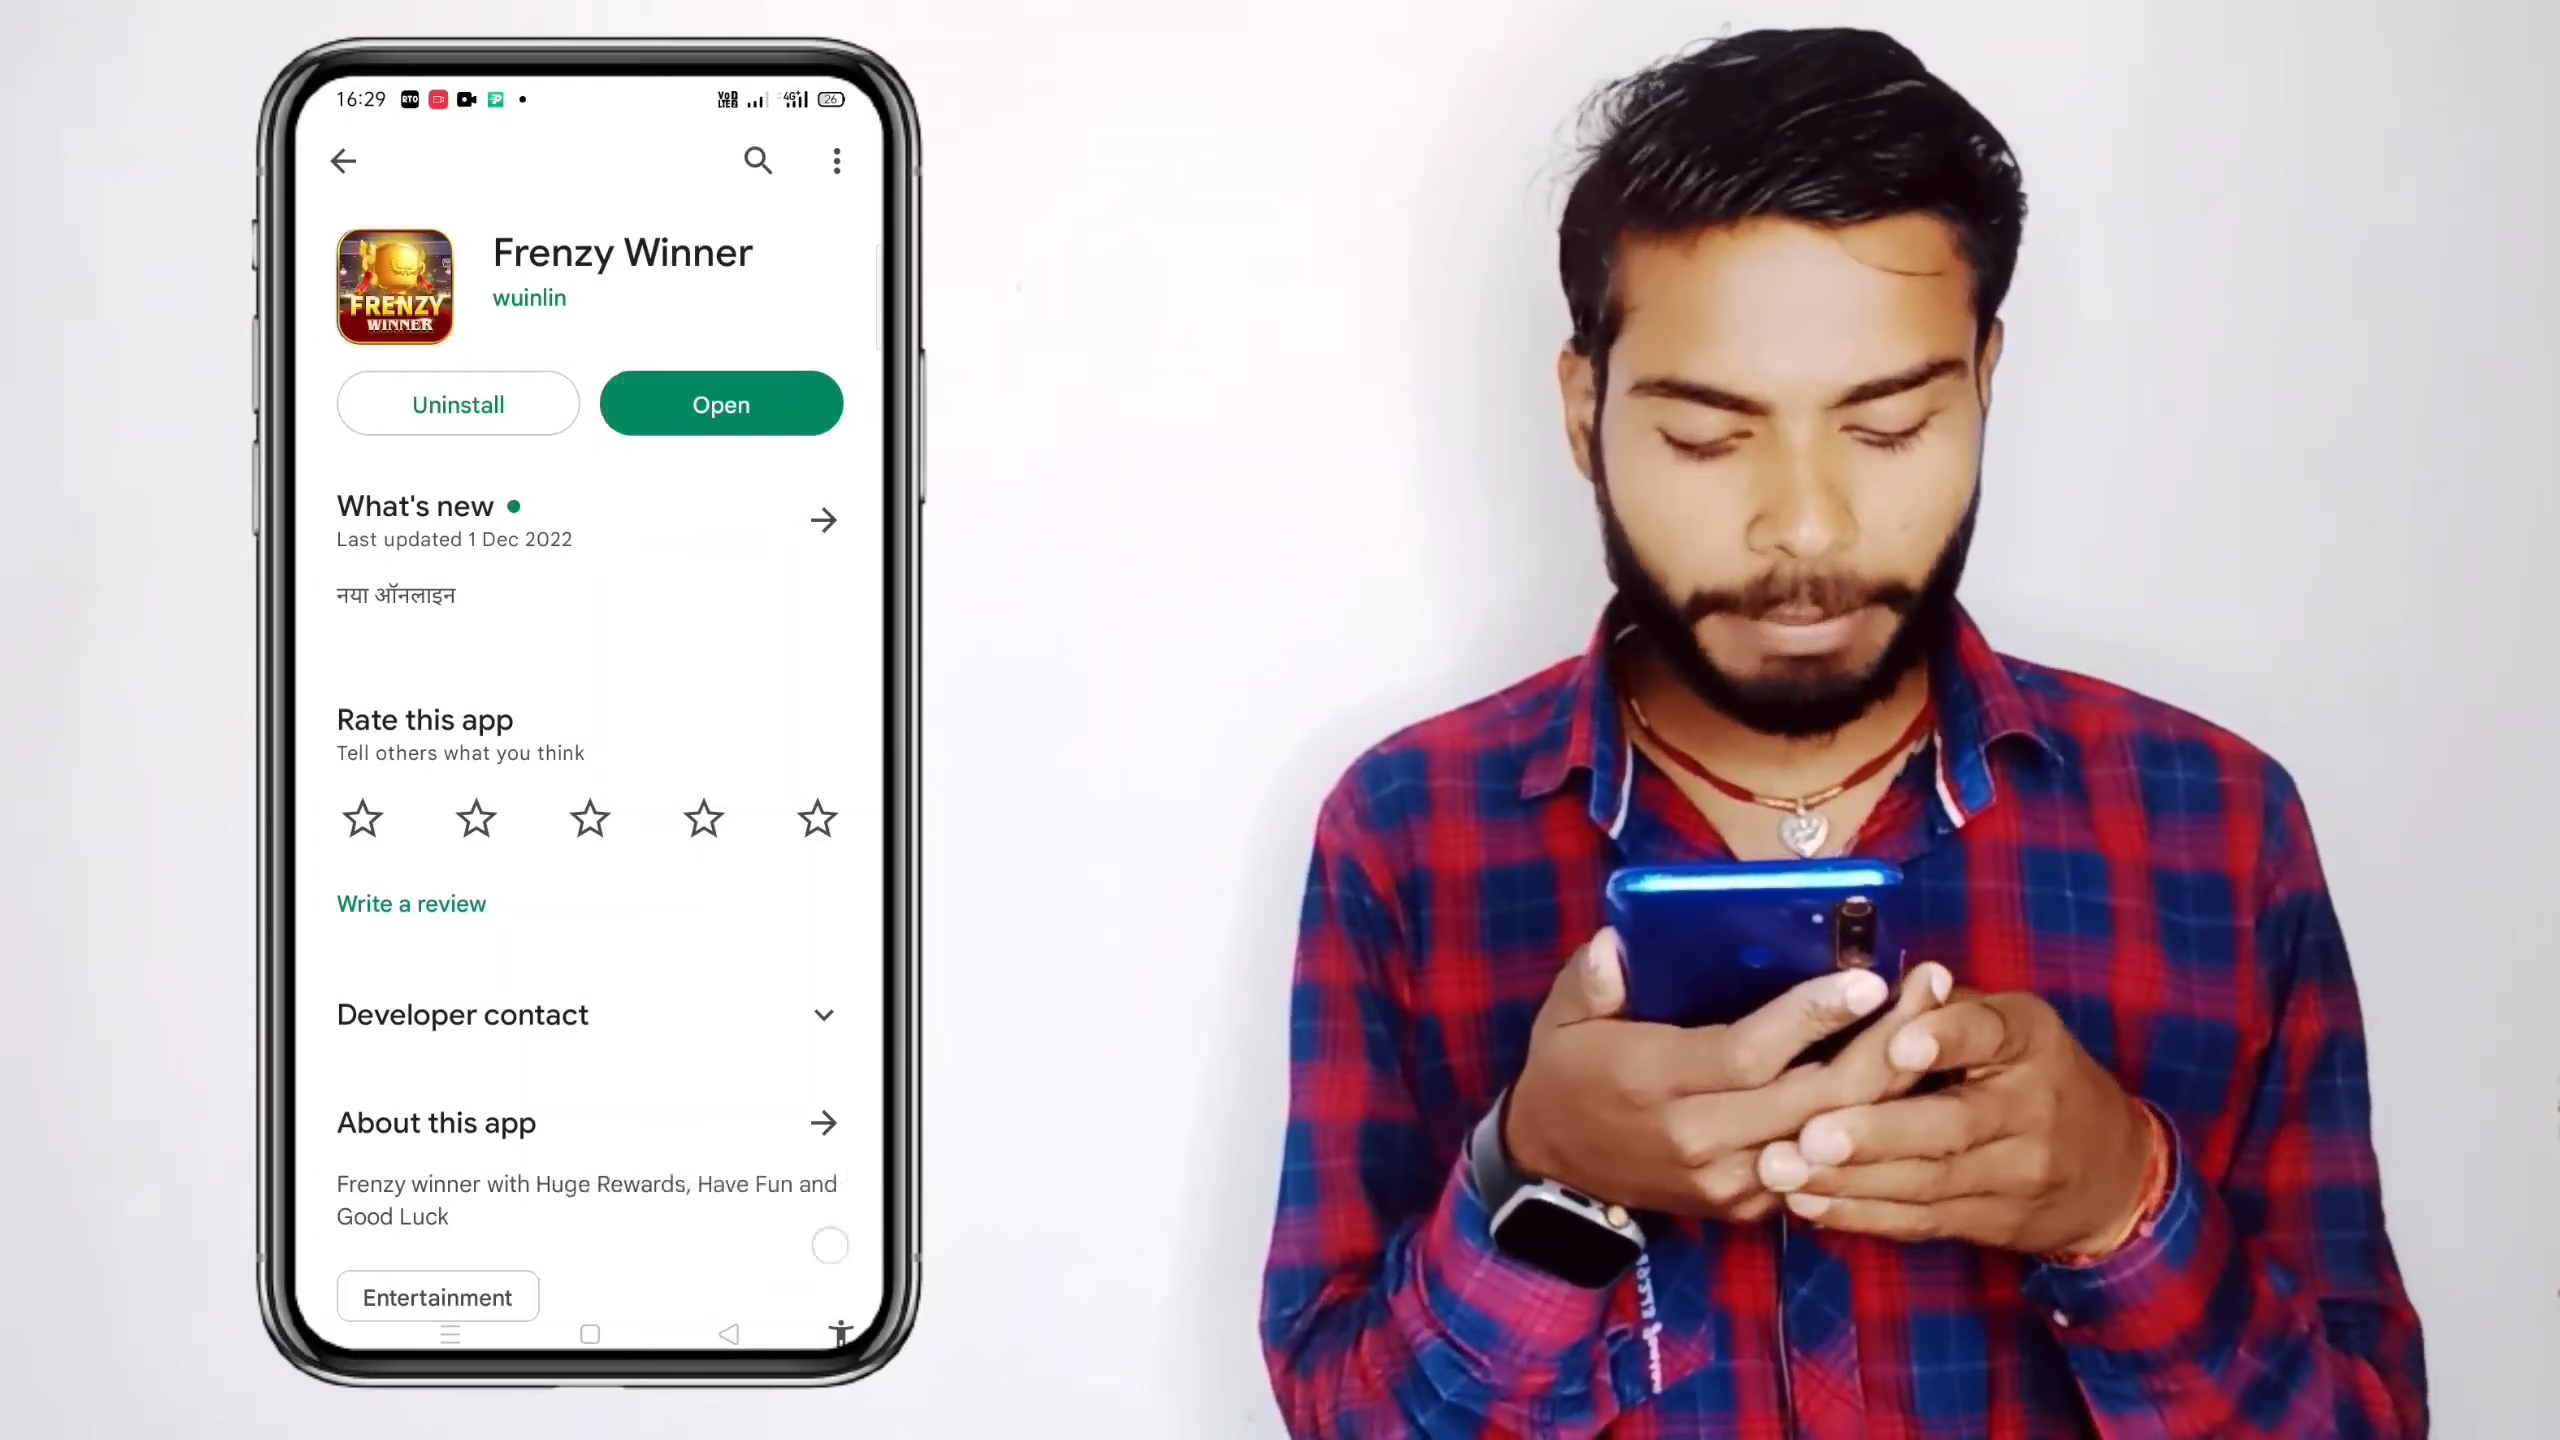 16:29
26
Frenzy Winner
wuinlin
FRENZY
WINNER
Uninstall
Open
What's new
Last updated 1 Dec 2022
नया ऑनलाइन
Rate this app
Tell others what you think
Write a review
Developer contact
About this app
Frenzy winner with Huge Rewards, Have Fun and
Good Luck
Entertainment